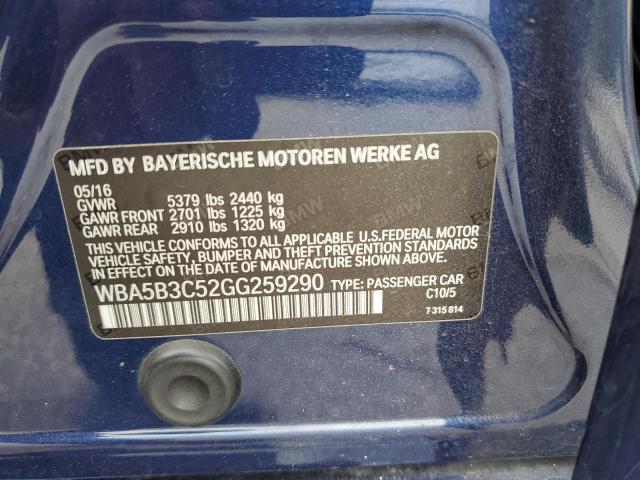 MFD BY BAYERISCHE MOTOREN WERKE AG
05/16
GVWR 5379 lbs 2440 kg
GAWR FRONT 2701 lbs 1225 kg
GAWR REAR 2910 lbs 1320 kg
THIS VEHICLE CONFORMS TO ALL APPLICABLE U.S.FEDERAL MOTOR
VEHICLE SAFETY, BUMPER AND THEFT PREVENTION STANDARDS
IN EFFECT ON THE DATE OF MANUFACTURE SHOWN ABOVE.
WBA5B3C52GG259290 TYPE: PASSENGER CAR
C10/5
7 315 814